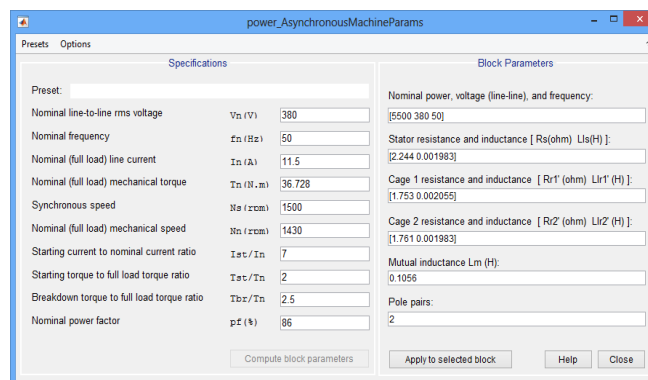 power_AsynchronousMachineParams
Presets Options
Specifications
Preset:
Nominal line-to-line rms voltage Vn(V) 380
Nominal frequency fn(Hz) 50
Nominal (full load) line current In(A) 11.5
Nominal (full load) mechanical torque Tn(N.m) 36.728
Synchronous speed Ns(rpm) 1500
Nominal (full load) mechanical speed Nn(rpm) 1430
Starting current to nominal current ratio Ist/In 7
Starting torque to full load torque ratio Tst/Tn 2
Breakdown torque to full load torque ratio Tbr/Tn 2.5
Nominal power factor pf(%) 86
Compute block parameters
Block Parameters
Nominal power, voltage (line-line), and frequency:
[5500 380 50]
Stator resistance and inductance [ Rs(ohm) Lls(H) ]:
[2.244 0.001983]
Cage 1 resistance and inductance [ Rr1' (ohm) Llr1' (H) ]:
[1.753 0.002055]
Cage 2 resistance and inductance [ Rr2' (ohm) Llr2' (H) ]:
[1.761 0.001983]
Mutual inductance Lm (H):
0.1056
Pole pairs:
2
Apply to selected block Help Close